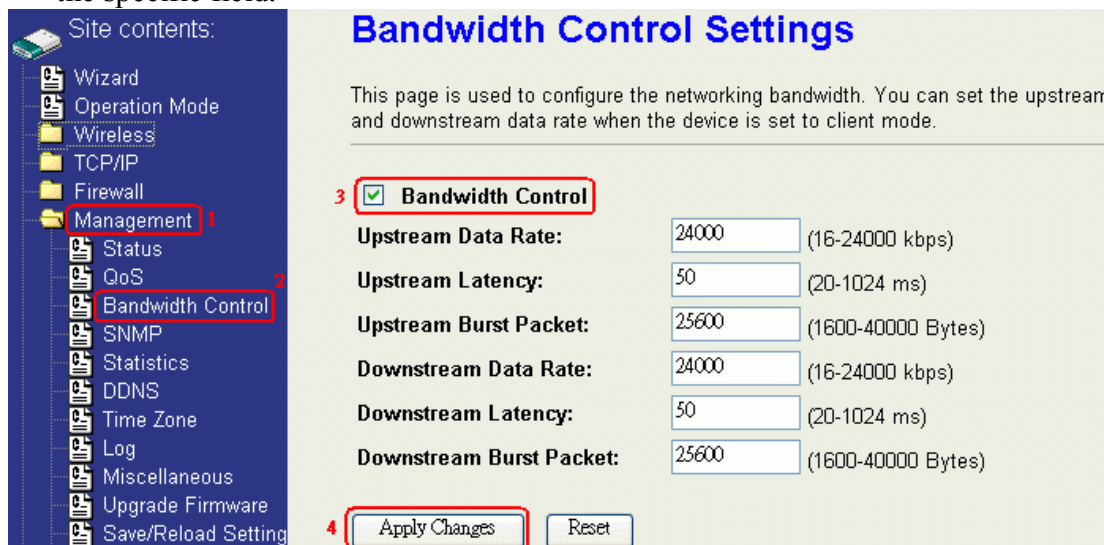 the specific field.
Site contents:
Wizard
Operation Mode
Wireless
TCP/IP
Firewall
Management 1
Status
QoS
2
Bandwidth Control
SNMP
Statistics
DDNS
Time Zone
Log
Miscellaneous
Upgrade Firmware
Save/Reload Setting
Bandwidth Control Settings
This page is used to configure the networking bandwidth. You can set the upstream
and downstream data rate when the device is set to client mode.
3 Bandwidth Control
Upstream Data Rate: 24000 (16-24000 kbps)
Upstream Latency: 50 (20-1024 ms)
Upstream Burst Packet: 25600 (1600-40000 Bytes)
Downstream Data Rate: 24000 (16-24000 kbps)
Downstream Latency: 50 (20-1024 ms)
Downstream Burst Packet: 25600 (1600-40000 Bytes)
4 Apply Changes Reset